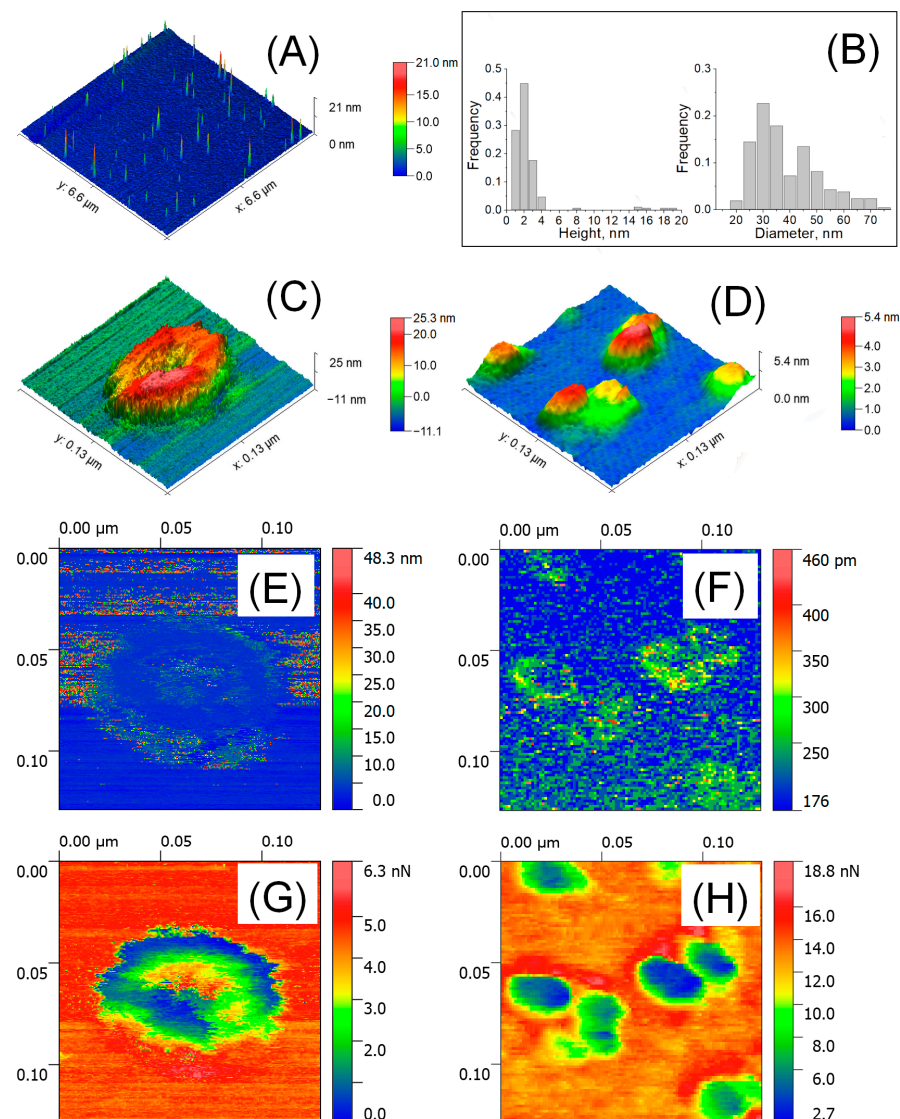 (A)
21.0 nm
15.0
10.0
5.0
0.0
21 nm
0 nm
y: 6.6 µm
x: 6.6 µm
(B)
0.5
0.4
0.3
0.2
0.1
0.0
Frequency
0 2 4 6 8 10 12 14 16 18 20
Height, nm
0.3
0.2
0.1
0.0
Frequency
20 30 40 50 60 70
Diameter, nm
(C)
25.3 nm
20.0
10.0
0.0
−11.1
25 nm
−11 nm
y: 0.13 µm
x: 0.13 µm
(D)
5.4 nm
4.0
3.0
2.0
1.0
0.0
5.4 nm
0.0 nm
y: 0.13 µm
x: 0.13 µm
0.00 µm 0.05 0.10
0.00
0.05
0.10
(E)
48.3 nm
40.0
35.0
30.0
25.0
20.0
15.0
10.0
0.0
0.00 µm 0.05 0.10
0.00
0.05
0.10
(F)
460 pm
400
350
300
250
176
0.00 µm 0.05 0.10
0.00
0.05
0.10
(G)
6.3 nN
5.0
4.0
3.0
2.0
0.0
0.00 µm 0.05 0.10
0.00
0.05
0.10
(H)
18.8 nN
16.0
14.0
12.0
10.0
8.0
6.0
2.7